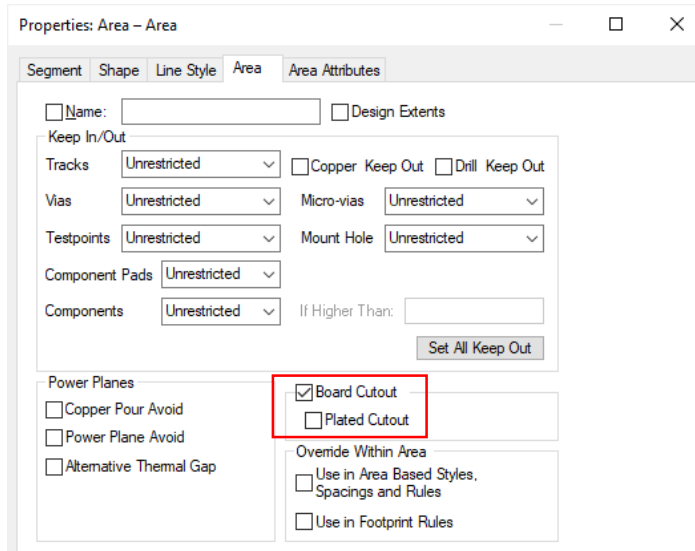 Properties: Area – Area
Segment Shape Line Style Area Area Attributes
Name: Design Extents
Keep In/Out
Tracks Unrestricted Copper Keep Out Drill Keep Out
Vias Unrestricted Micro-vias Unrestricted
Testpoints Unrestricted Mount Hole Unrestricted
Component Pads Unrestricted
Components Unrestricted If Higher Than:
Set All Keep Out
Power Planes
Copper Pour Avoid
Power Plane Avoid
Alternative Thermal Gap
Board Cutout
Plated Cutout
Override Within Area
Use in Area Based Styles,
Spacings and Rules
Use in Footprint Rules